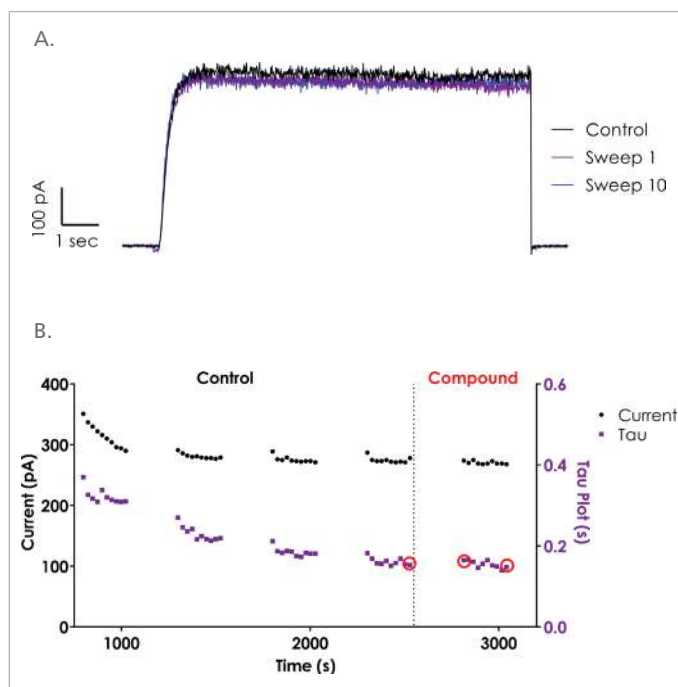 A.
Control
Sweep 1
Sweep 10
100 pA
1 sec
B.
Control
Compound
400
300
200
100
0
Current (pA)
0.6
0.4
0.2
0.0
Tau Plot (s)
Current
Tau
1000
2000
3000
Time (s)